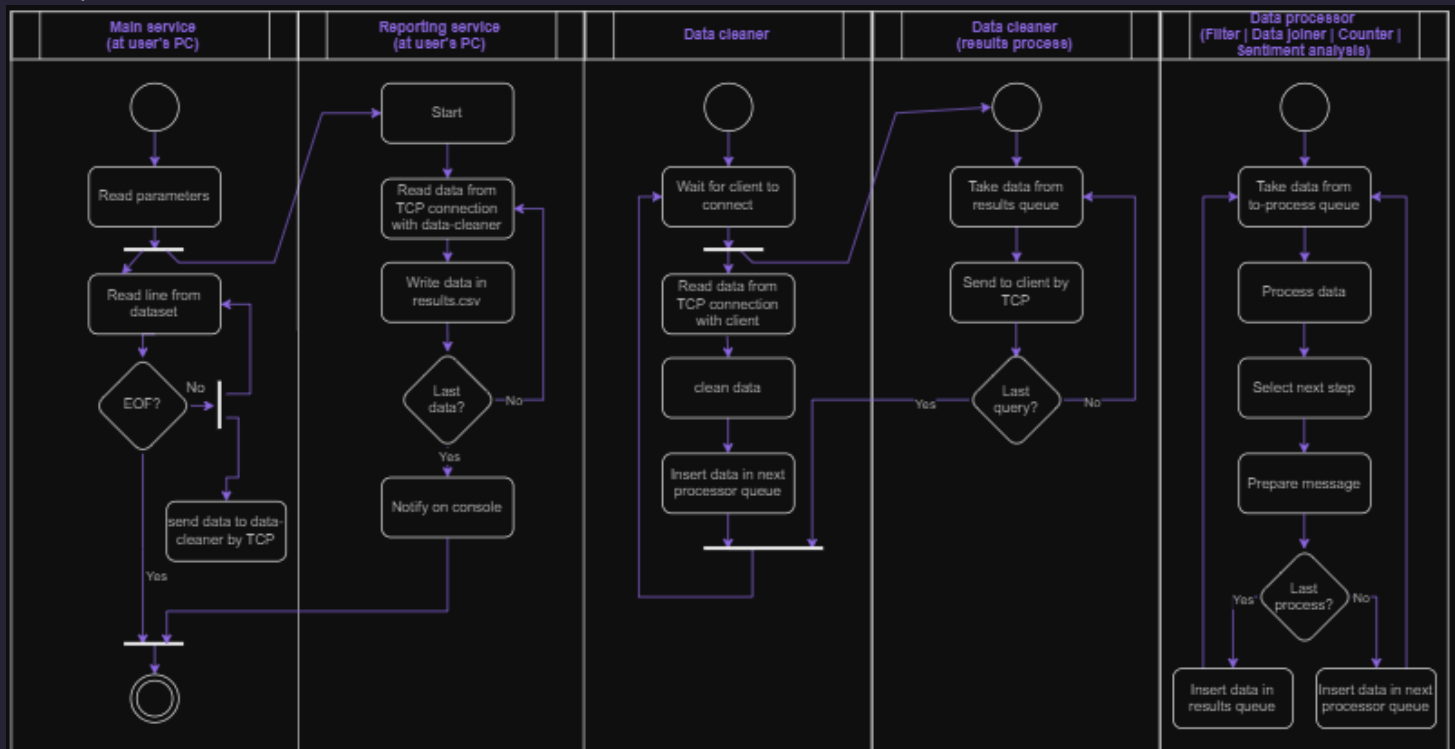 Main service
(at user's PC)
Reporting service
(at user's PC)
Data cleaner
Data cleaner
(results process)
Data processor
(Filter | Data joiner | Counter |
Sentiment analysis)
Read parameters
Read line from
dataset
EOF?
No
Yes
send data to data-
cleaner by TCP
Start
Read data from
TCP connection
with data-cleaner
Write data in
results.csv
Last
data?
No
Yes
Notify on console
Wait for client to
connect
Read data from
TCP connection
with client
clean data
Insert data in next
processor queue
Take data from
results queue
Send to client by
TCP
Last
query?
Yes
No
Take data from
to-process queue
Process data
Select next step
Prepare message
Last
process?
Yes
No
Insert data in
results queue
Insert data in next
processor queue